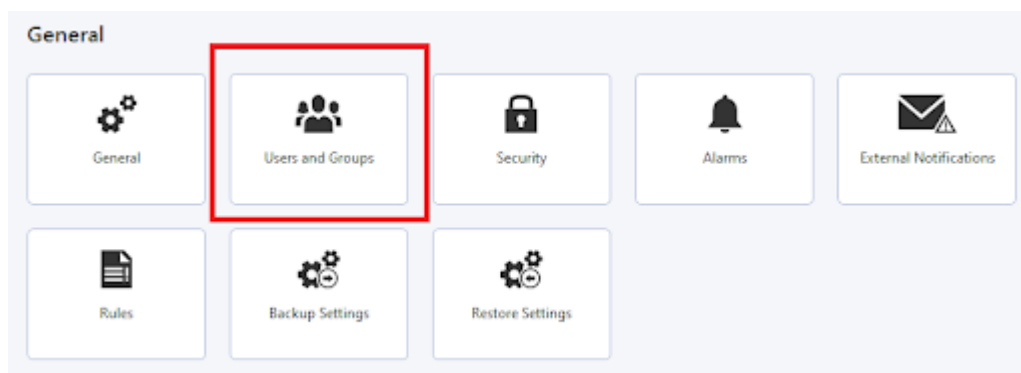 General
General
Users and Groups
Security
Alarms
External Notifications
Rules
Backup Settings
Restore Settings